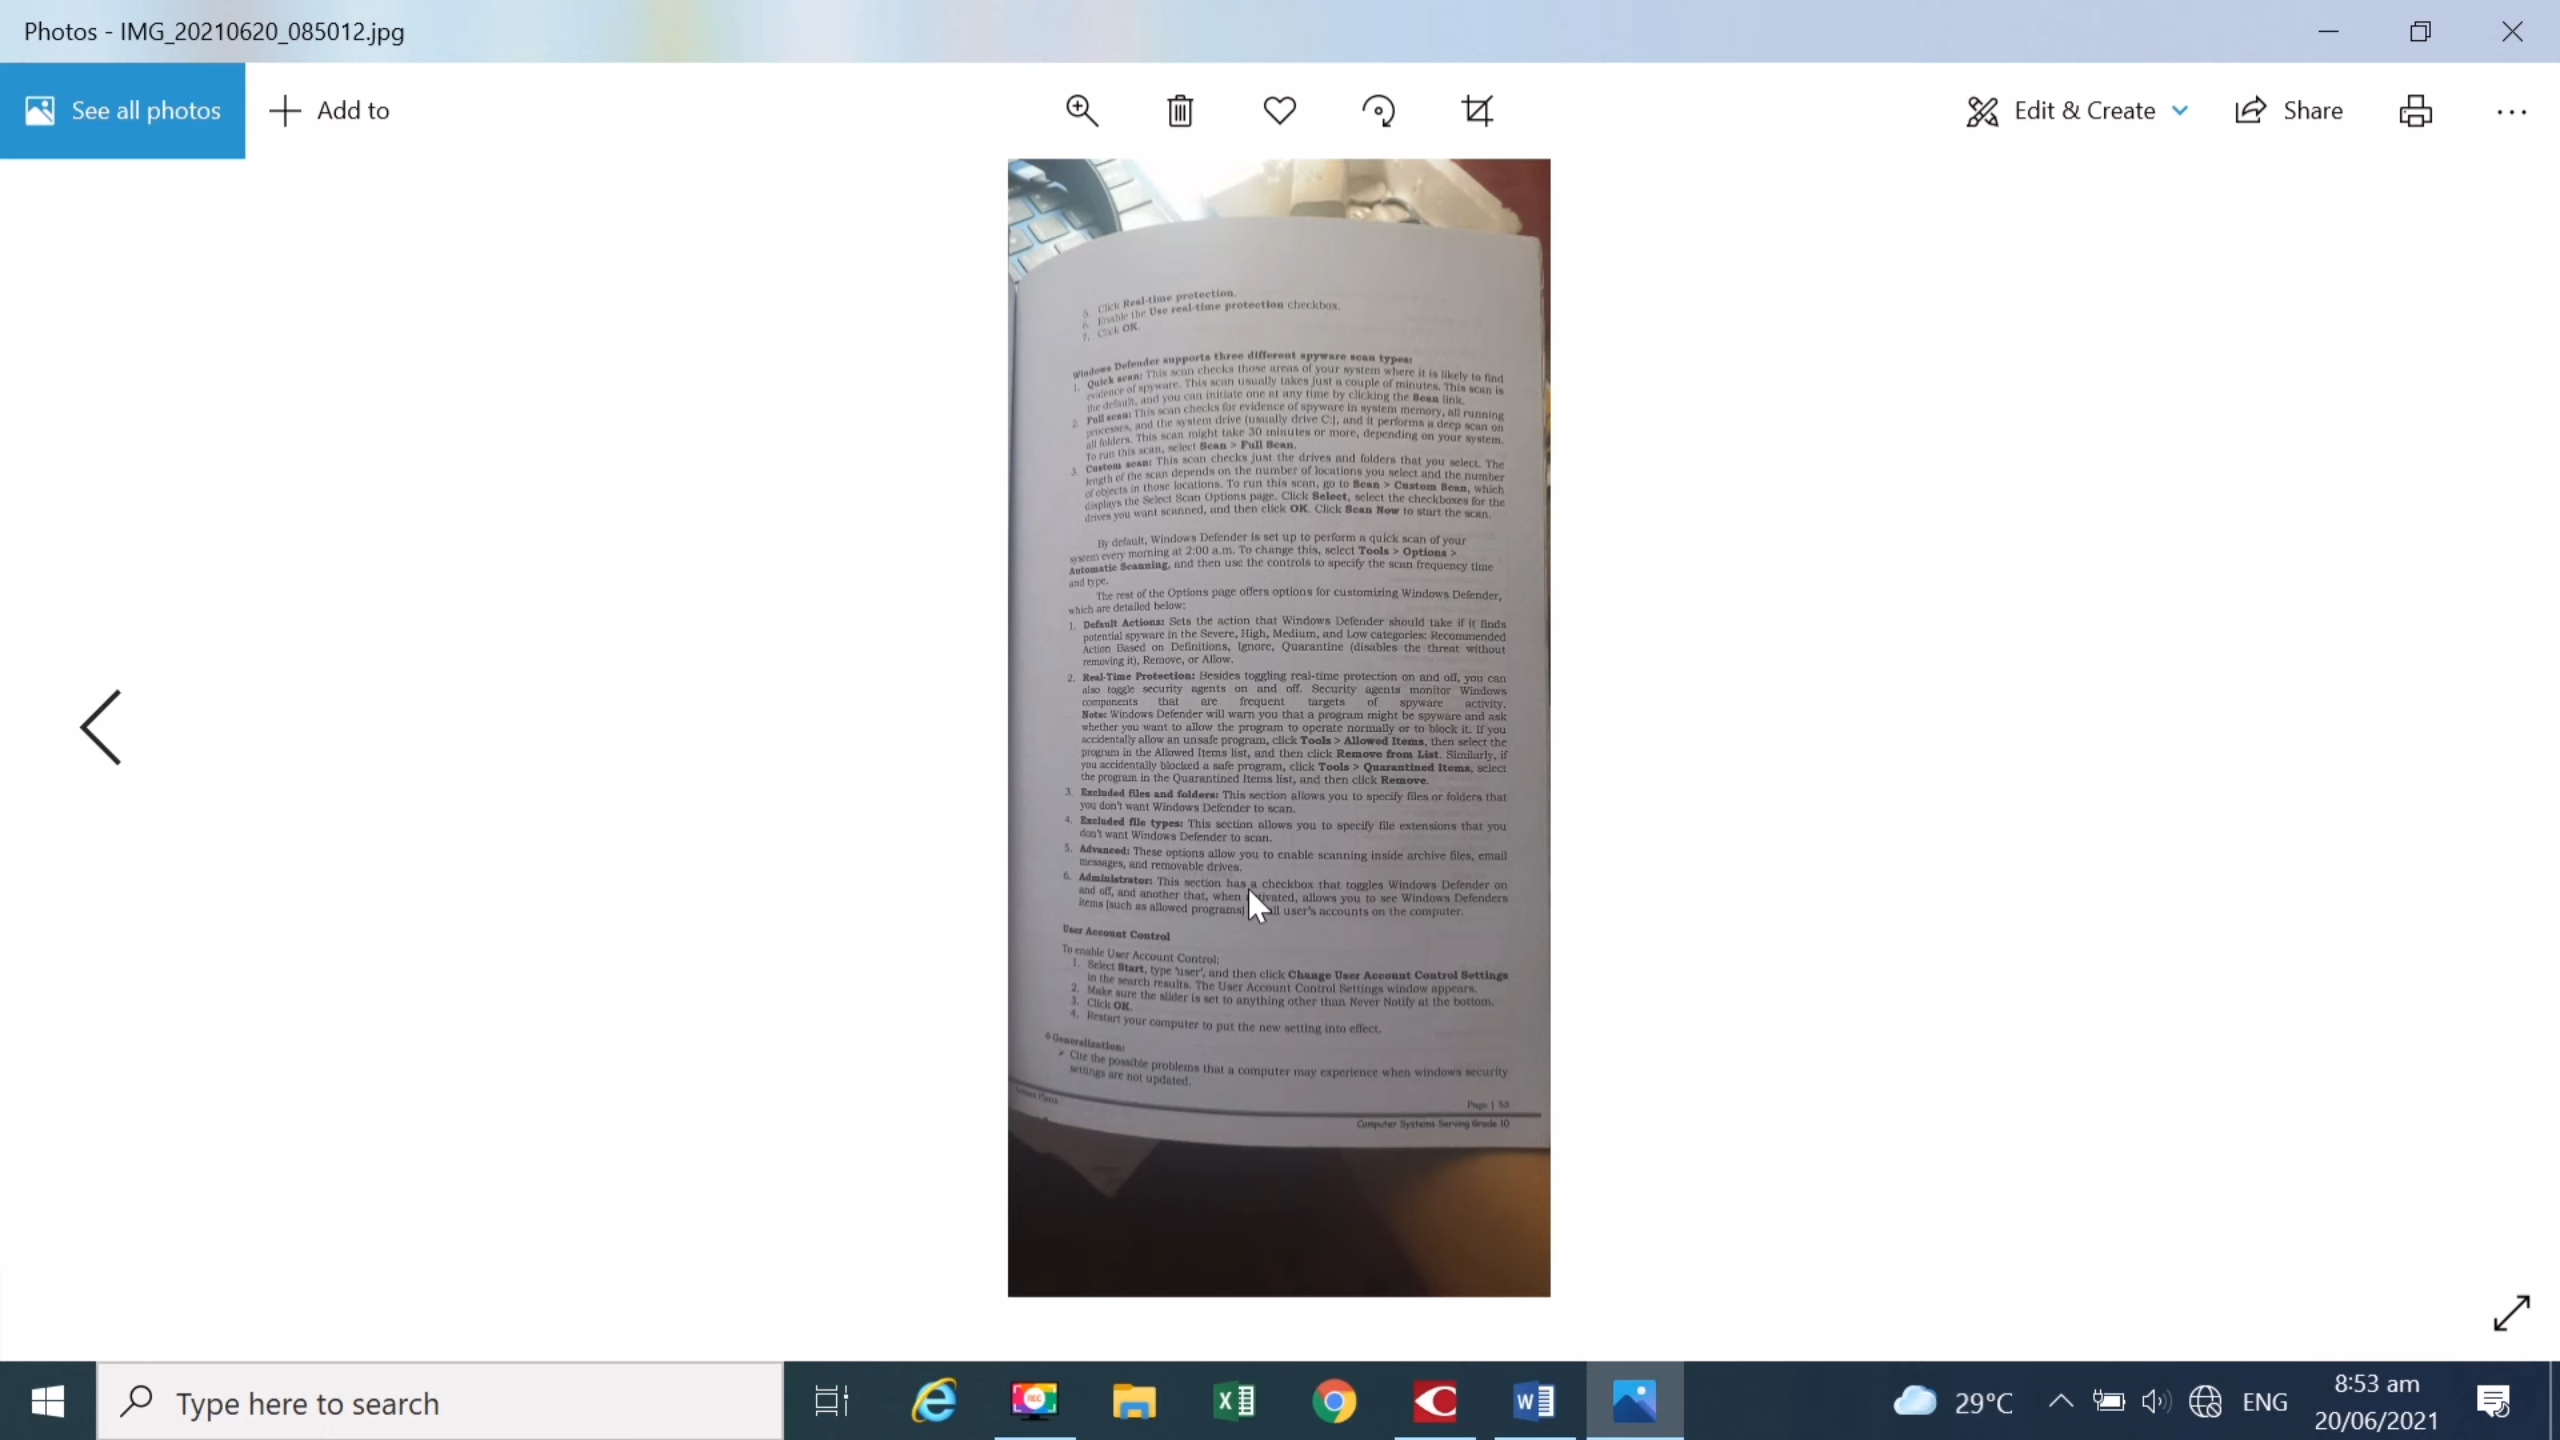 Photos - IMG_20210620_085012.jpg
See all photos
Add to
Edit & Create
Share
5. Click Real-time protection.
6. Enable the Use real-time protection checkbox.
7. Click OK.
Windows Defender supports three different spyware scan types:
1. Quick scan: This scan checks those areas of your system where it is likely to find
evidence of spyware. This scan usually takes just a couple of minutes. This scan is
the default, and you can initiate one at any time by clicking the Scan link.
2. Full scan: This scan checks for evidence of spyware in system memory, all running
processes, and the system drive (usually drive C:), and it performs a deep scan on
all folders. This scan might take 30 minutes or more, depending on your system.
To run this scan, select Scan > Full Scan.
3. Custom scan: This scan checks just the drives and folders that you select. The
length of the scan depends on the number of locations you select and the number
of objects in those locations. To run this scan, go to Scan > Custom Scan, which
displays the Select Scan Options page. Click Select, select the checkboxes for the
drives you want scanned, and then click OK. Click Scan Now to start the scan.
By default, Windows Defender is set up to perform a quick scan of your
system every morning at 2:00 a.m. To change this, select Tools > Options >
Automatic Scanning, and then use the controls to specify the scan frequency time
and type.
The rest of the Options page offers options for customizing Windows Defender,
which are detailed below:
1. Default Actions: Sets the action that Windows Defender should take if it finds
potential spyware in the Severe, High, Medium, and Low categories: Recommended
Action Based on Definitions, Ignore, Quarantine (disables the threat without
removing it), Remove, or Allow.
2. Real-Time Protection: Besides toggling real-time protection on and off, you can
also toggle security agents on and off. Security agents monitor Windows
components that are frequent targets of spyware activity.
Note: Windows Defender will warn you that a program might be spyware and ask
whether you want to allow the program to operate normally or to block it. If you
accidentally allow an unsafe program, click Tools > Allowed Items, then select the
program in the Allowed Items list, and then click Remove from List. Similarly, if
you accidentally blocked a safe program, click Tools > Quarantined Items, select
the program in the Quarantined Items list, and then click Remove.
3. Excluded files and folders: This section allows you to specify files or folders that
you don't want Windows Defender to scan.
4. Excluded file types: This section allows you to specify file extensions that you
don't want Windows Defender to scan.
5. Advanced: These options allow you to enable scanning inside archive files, email
messages, and removable drives.
6. Administrator: This section has a checkbox that toggles Windows Defender on
and off, and another that, when activated, allows you to see Windows Defenders
items (such as allowed programs) all user's accounts on the computer.
User Account Control
To enable User Account Control:
1. Select Start, type 'user', and then click Change User Account Control Settings
in the search results. The User Account Control Settings window appears.
2. Make sure the slider is set to anything other than Never Notify at the bottom.
3. Click OK.
4. Restart your computer to put the new setting into effect.
Generalization:
Cite the possible problems that a computer may experience when windows security
settings are not updated.
Plans
Page | 53
Computer Systems Serving Grade 10
Type here to search
REC
29°C
ENG
8:53 am
20/06/2021